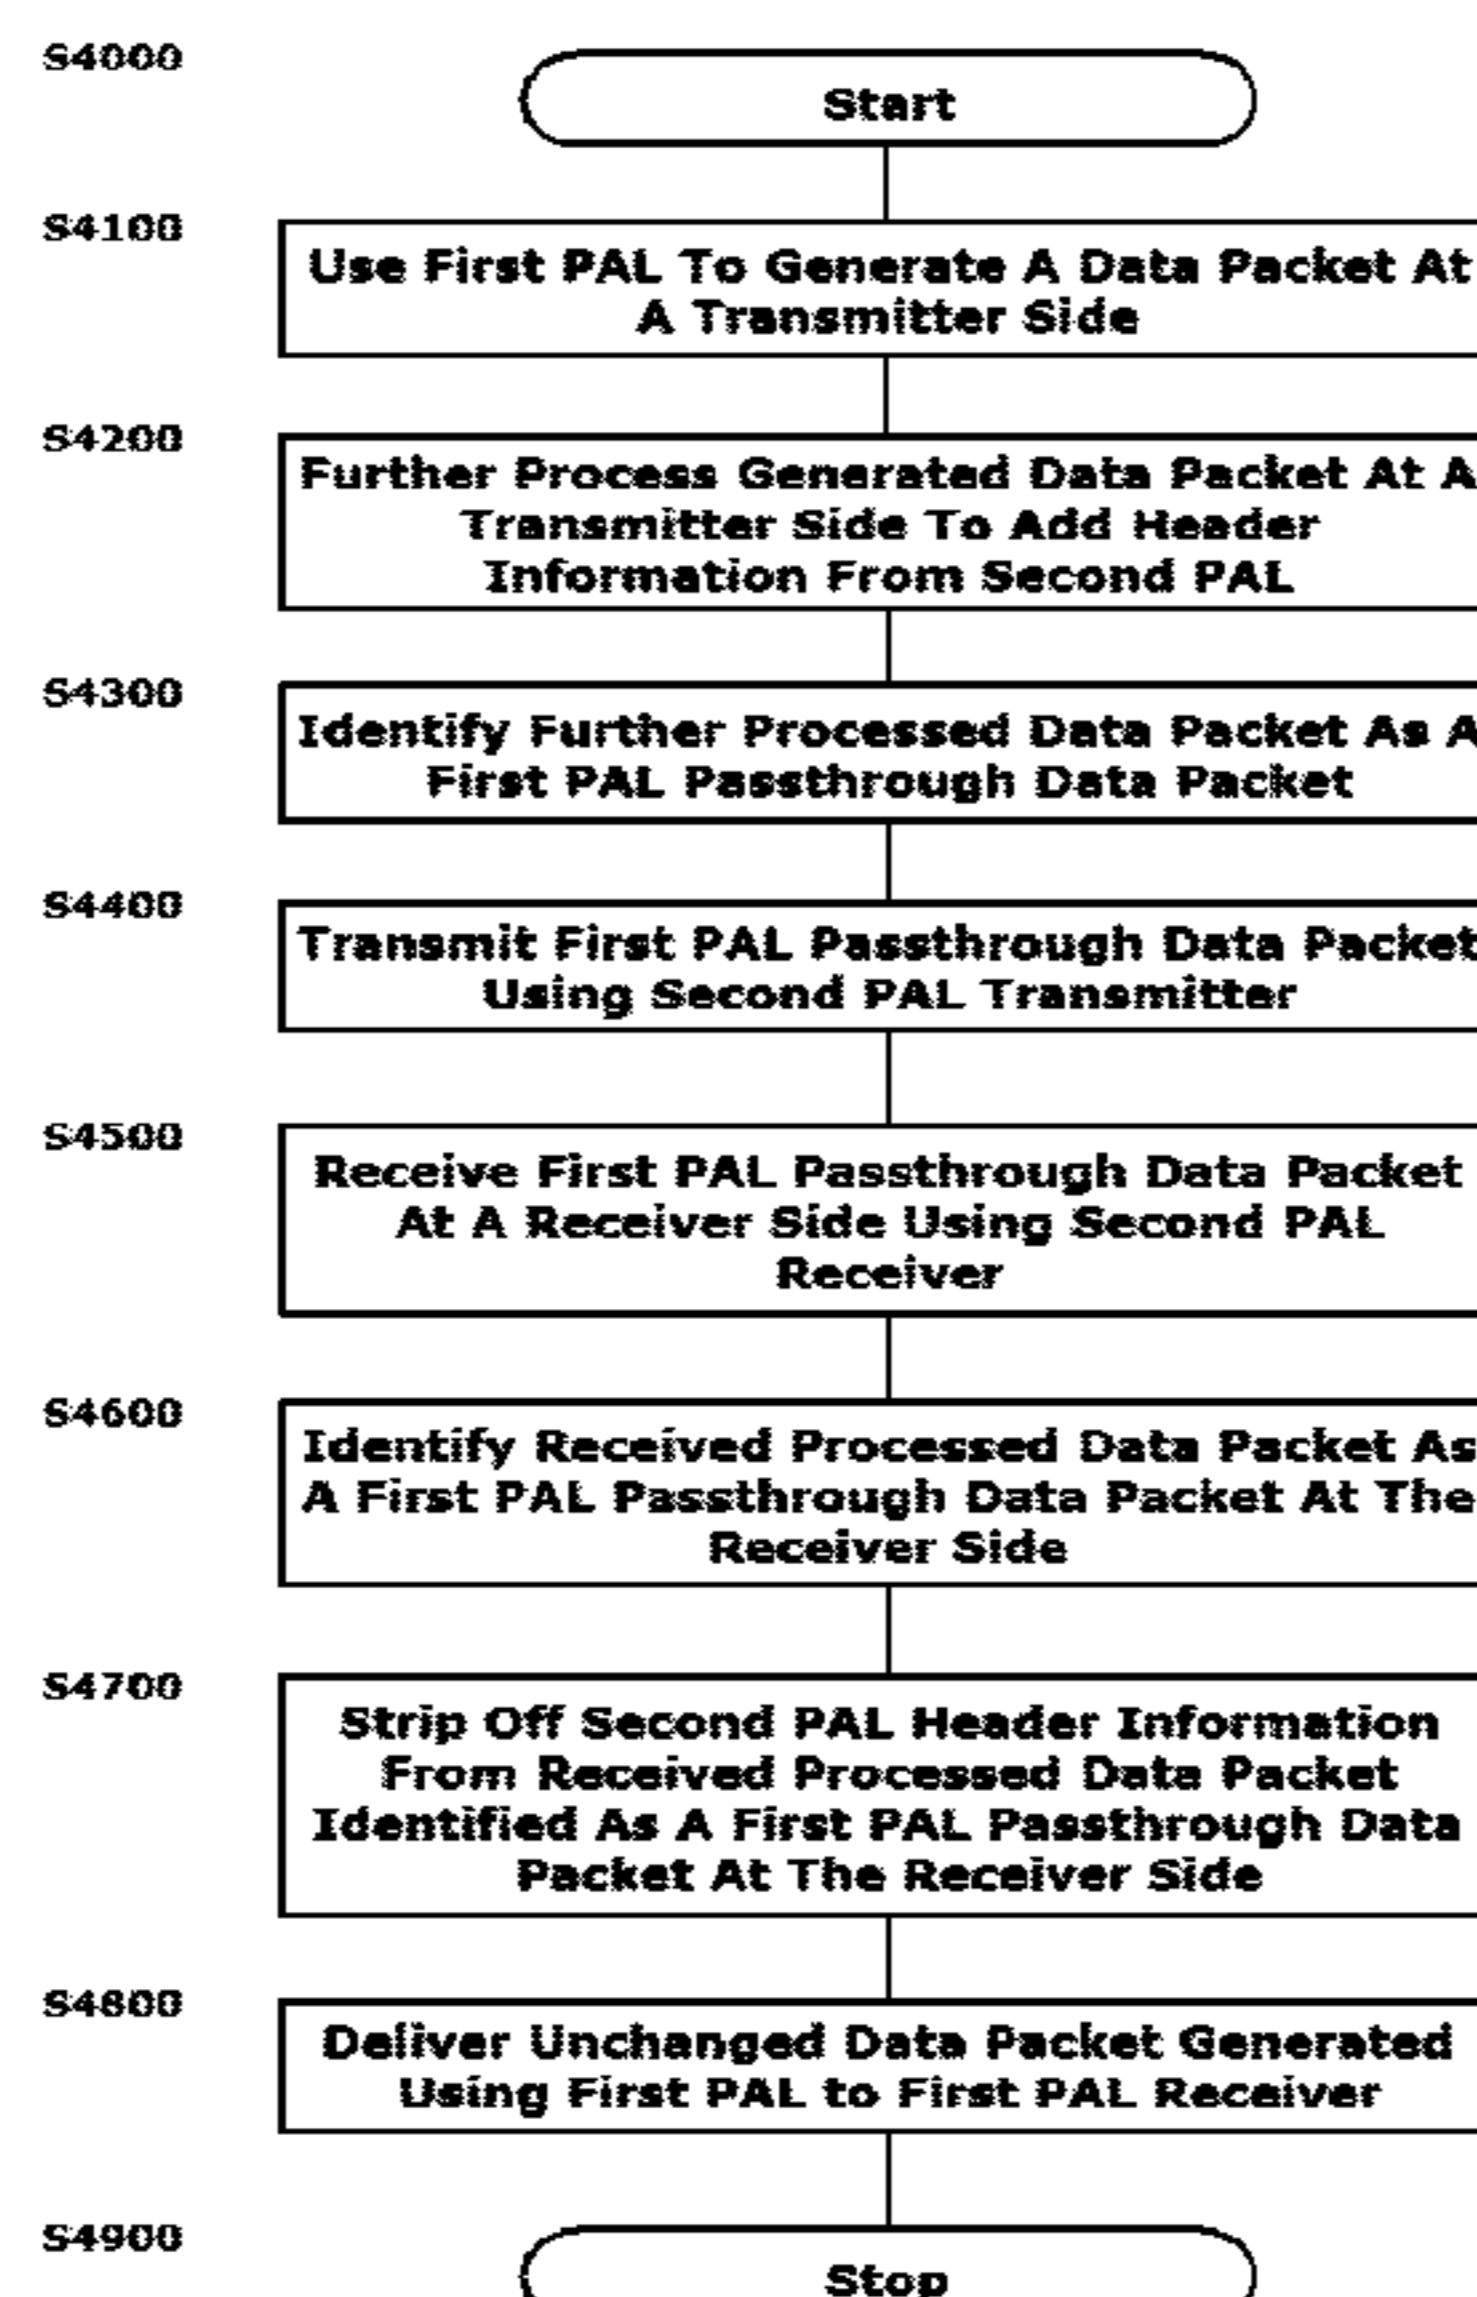 S4000
Start
S4100
Use First PAL To Generate A Data Packet At
A Transmitter Side
S4200
Further Process Generated Data Packet At A
Transmitter Side To Add Header
Information From Second PAL
S4300
Identify Further Processed Data Packet As A
First PAL Passthrough Data Packet
S4400
Transmit First PAL Passthrough Data Packet
Using Second PAL Transmitter
S4500
Receive First PAL Passthrough Data Packet
At A Receiver Side Using Second PAL
Receiver
S4600
Identify Received Processed Data Packet As
A First PAL Passthrough Data Packet At The
Receiver Side
S4700
Strip Off Second PAL Header Information
From Received Processed Data Packet
Identified As A First PAL Passthrough Data
Packet At The Receiver Side
S4800
Deliver Unchanged Data Packet Generated
Using First PAL to First PAL Receiver
S4900
Stop